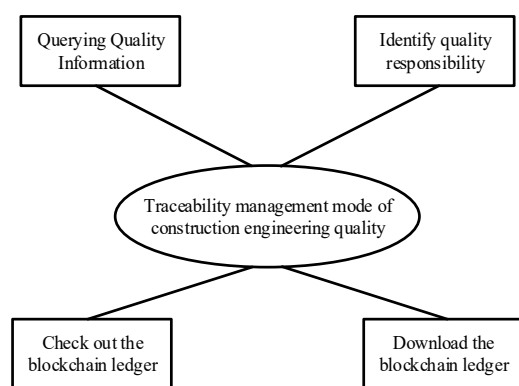 Querying Quality
Information
Identify quality
responsibility
Traceability management mode of
construction engineering quality
Check out the
blockchain ledger
Download the
blockchain ledger